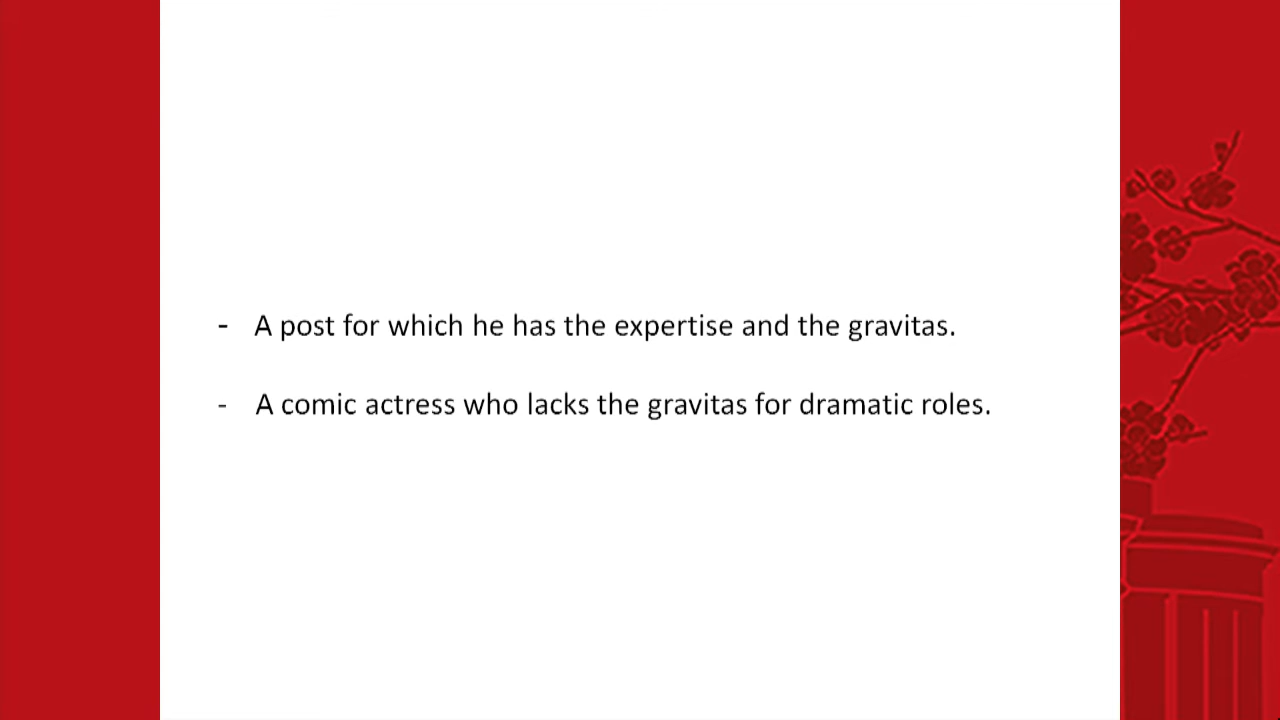 - A post for which he has the expertise and the gravitas.
- A comic actress who lacks the gravitas for dramatic roles.